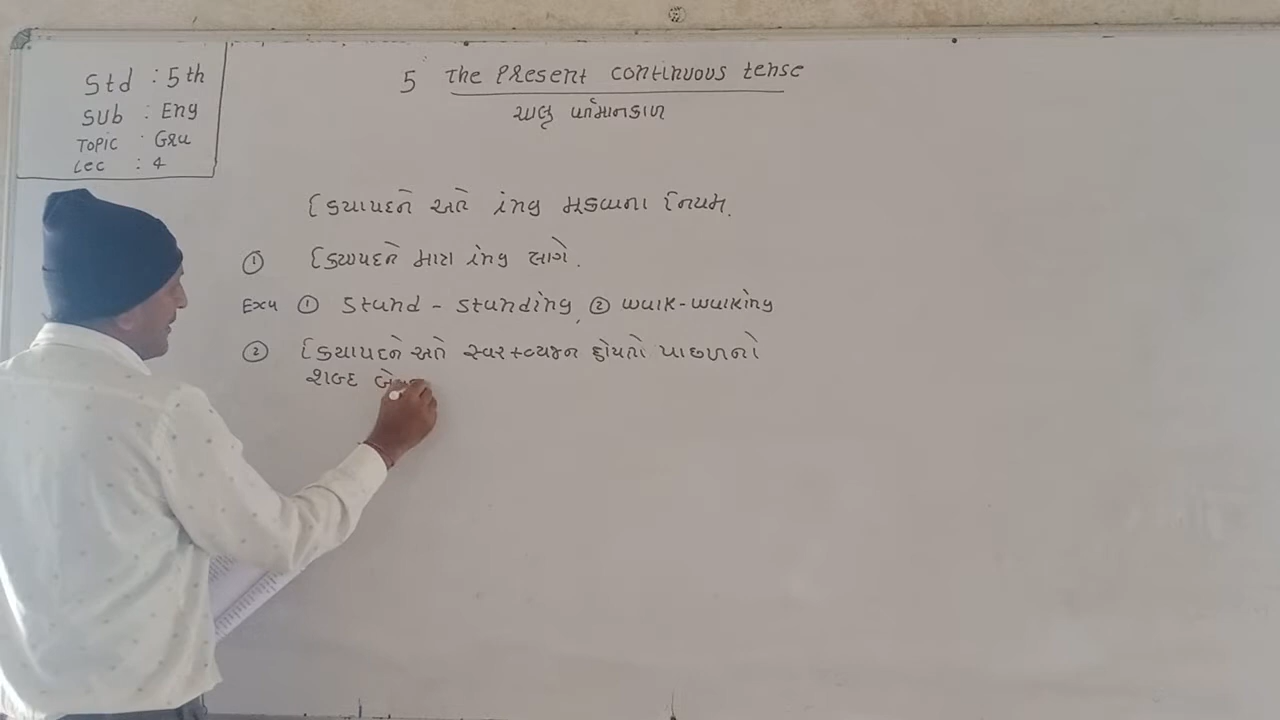 Std : 5th
Sub : Eng
Topic : Gra
Lec : 4
5 The Present continuous tense
ચાલુ વર્તમાનકાળ
ક્રિયાપદને અંતે ing મૂકવાના નિયમ.
① ક્રિયાપદને મારા ing લાગે.
Exa ① Stand - standing, ② walk-walking
② ક્રિયાપદને અંતે સ્વર+વ્યંજન હોયતો પાછળનો
શબ્દ